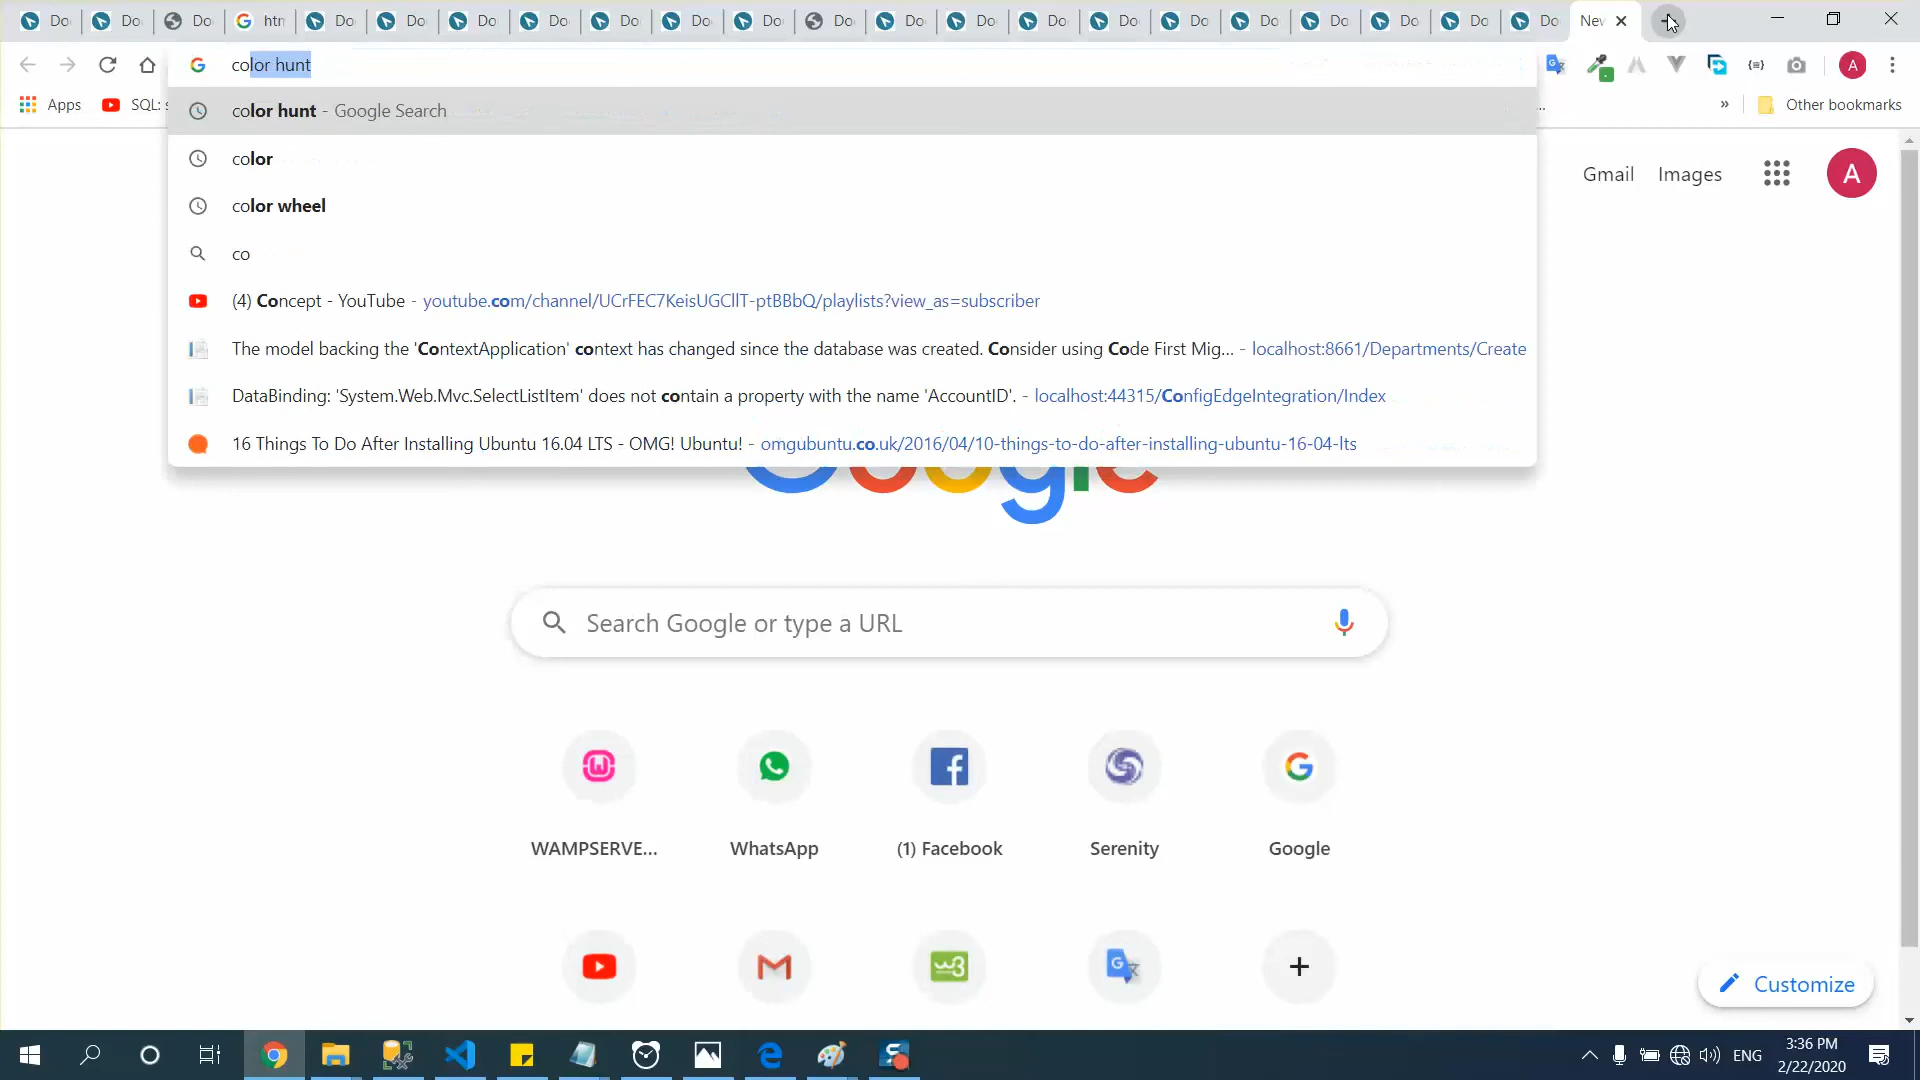 Do Do Do htn Do Do Do Do Do Do Do Do Do Do Do Do Do Do Do Do Do Nev
color hunt
Apps SQL: s » Other bookmarks
color hunt - Google Search
color
color wheel
co
(4) Concept - YouTube - youtube.com/channel/UCrFEC7KeisUGCllT-ptBBbQ/playlists?view_as=subscriber
The model backing the 'ContextApplication' context has changed since the database was created. Consider using Code First Mig... - localhost:8661/Departments/Create
DataBinding: 'System.Web.Mvc.SelectListItem' does not contain a property with the name 'AccountID'. - localhost:44315/ConfigEdgeIntegration/Index
16 Things To Do After Installing Ubuntu 16.04 LTS - OMG! Ubuntu! - omgubuntu.co.uk/2016/04/10-things-to-do-after-installing-ubuntu-16-04-lts
Gmail Images A
Google
Search Google or type a URL
WAMPSERVE... WhatsApp (1) Facebook Serenity Google
Customize
ENG
3:36 PM
2/22/2020